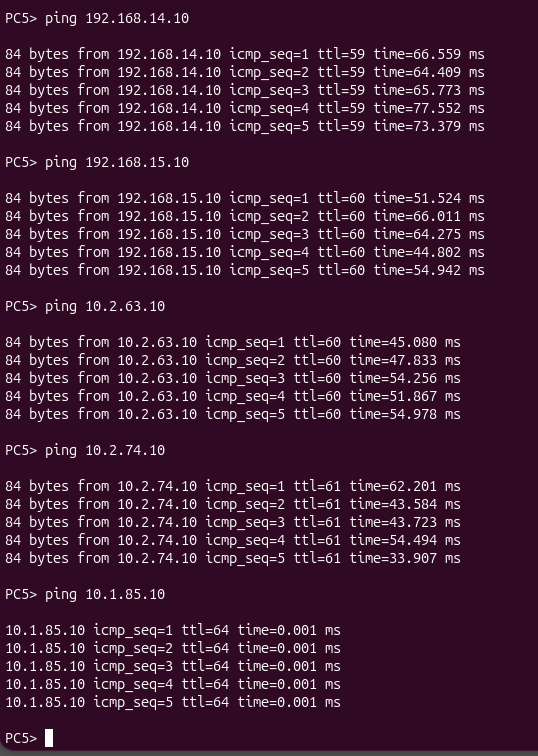 PC5> ping 192.168.14.10
84 bytes from 192.168.14.10 icmp_seq=1 ttl=59 time=66.559 ms
84 bytes from 192.168.14.10 icmp_seq=2 ttl=59 time=64.409 ms
84 bytes from 192.168.14.10 icmp_seq=3 ttl=59 time=65.773 ms
84 bytes from 192.168.14.10 icmp_seq=4 ttl=59 time=77.552 ms
84 bytes from 192.168.14.10 icmp_seq=5 ttl=59 time=73.379 ms
PC5> ping 192.168.15.10
84 bytes from 192.168.15.10 icmp_seq=1 ttl=60 time=51.524 ms
84 bytes from 192.168.15.10 icmp_seq=2 ttl=60 time=66.011 ms
84 bytes from 192.168.15.10 icmp_seq=3 ttl=60 time=64.275 ms
84 bytes from 192.168.15.10 icmp_seq=4 ttl=60 time=44.802 ms
84 bytes from 192.168.15.10 icmp_seq=5 ttl=60 time=54.942 ms
PC5> ping 10.2.63.10
84 bytes from 10.2.63.10 icmp_seq=1 ttl=60 time=45.080 ms
84 bytes from 10.2.63.10 icmp_seq=2 ttl=60 time=47.833 ms
84 bytes from 10.2.63.10 icmp_seq=3 ttl=60 time=54.256 ms
84 bytes from 10.2.63.10 icmp_seq=4 ttl=60 time=51.867 ms
84 bytes from 10.2.63.10 icmp_seq=5 ttl=60 time=54.978 ms
PC5> ping 10.2.74.10
84 bytes from 10.2.74.10 icmp_seq=1 ttl=61 time=62.201 ms
84 bytes from 10.2.74.10 icmp_seq=2 ttl=61 time=43.584 ms
84 bytes from 10.2.74.10 icmp_seq=3 ttl=61 time=43.723 ms
84 bytes from 10.2.74.10 icmp_seq=4 ttl=61 time=54.494 ms
84 bytes from 10.2.74.10 icmp_seq=5 ttl=61 time=33.907 ms
PC5> ping 10.1.85.10
10.1.85.10 icmp_seq=1 ttl=64 time=0.001 ms
10.1.85.10 icmp_seq=2 ttl=64 time=0.001 ms
10.1.85.10 icmp_seq=3 ttl=64 time=0.001 ms
10.1.85.10 icmp_seq=4 ttl=64 time=0.001 ms
10.1.85.10 icmp_seq=5 ttl=64 time=0.001 ms
PC5>